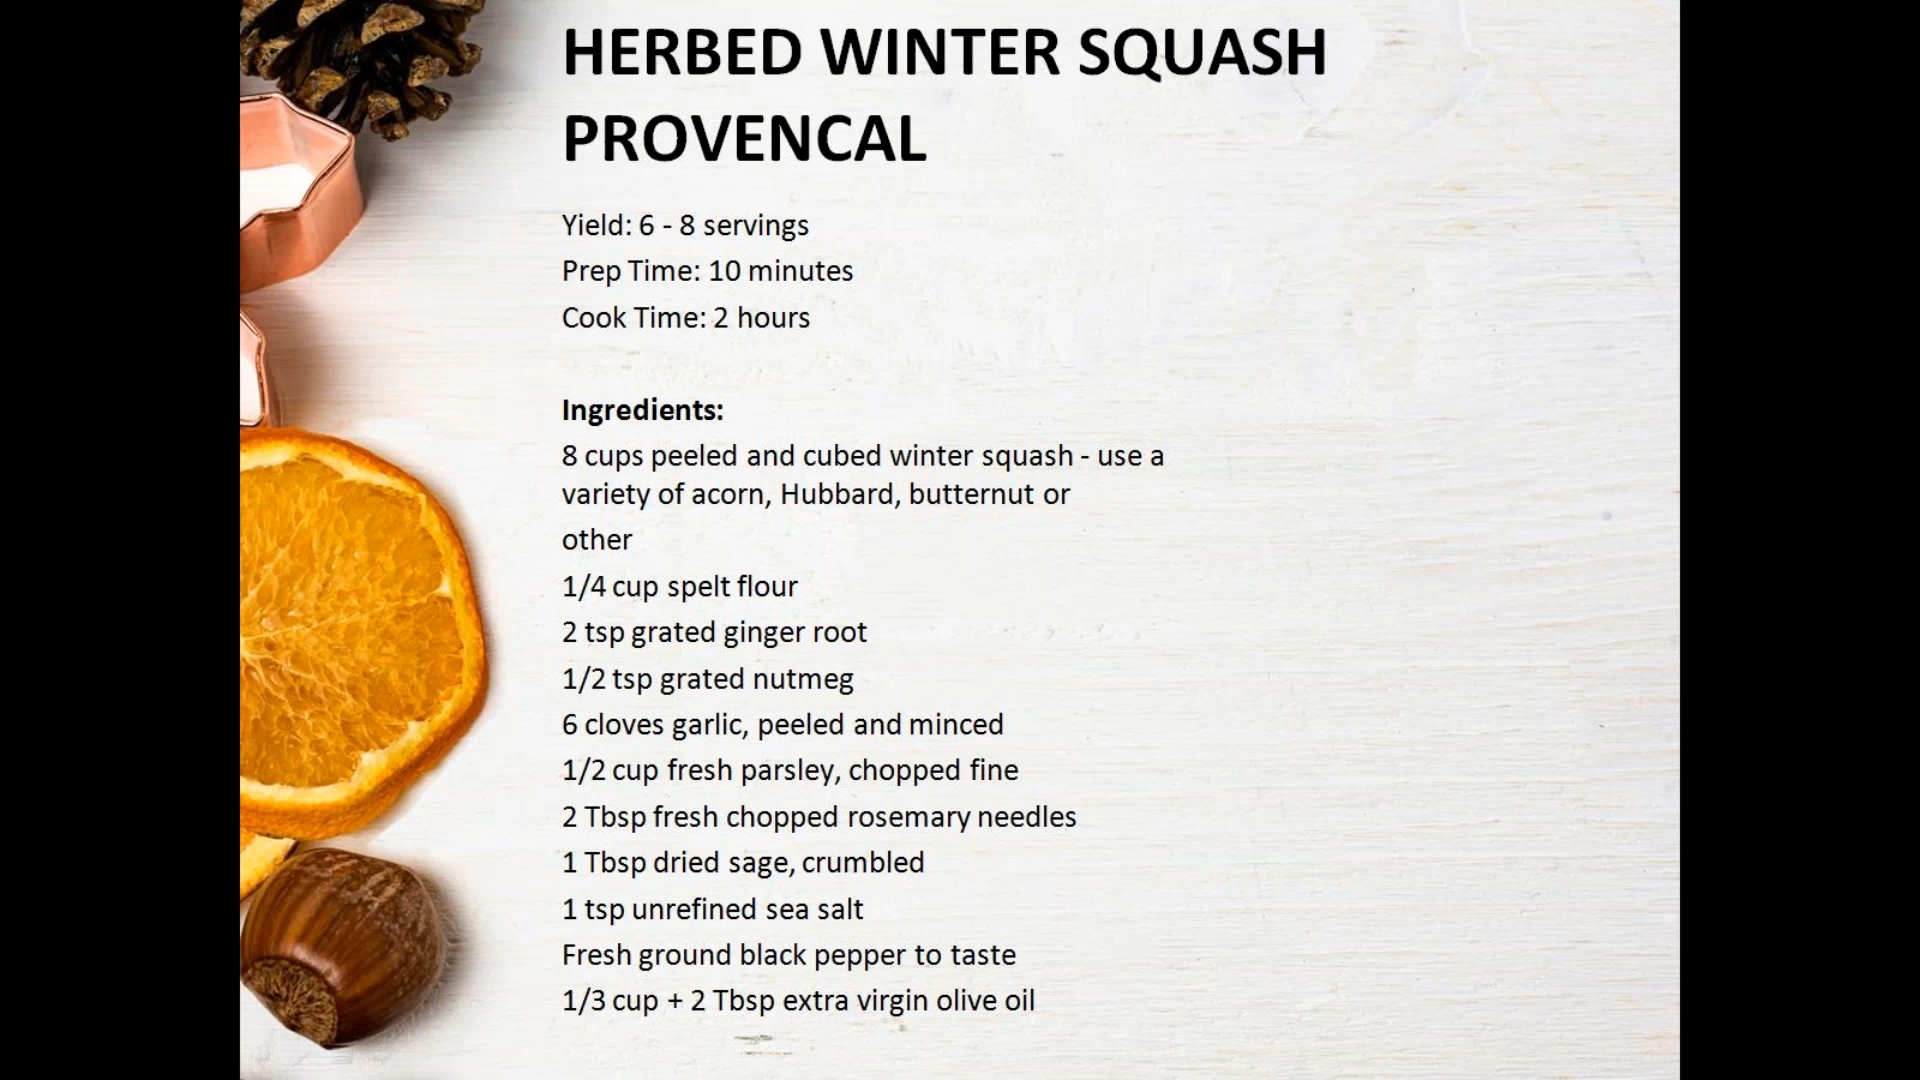 HERBED WINTER SQUASH
PROVENCAL
Yield: 6 - 8 servings
Prep Time: 10 minutes
Cook Time: 2 hours
Ingredients:
8 cups peeled and cubed winter squash - use a
variety of acorn, Hubbard, butternut or
other
1/4 cup spelt flour
2 tsp grated ginger root
1/2 tsp grated nutmeg
6 cloves garlic, peeled and minced
1/2 cup fresh parsley, chopped fine
2 Tbsp fresh chopped rosemary needles
1 Tbsp dried sage, crumbled
1 tsp unrefined sea salt
Fresh ground black pepper to taste
1/3 cup + 2 Tbsp extra virgin olive oil